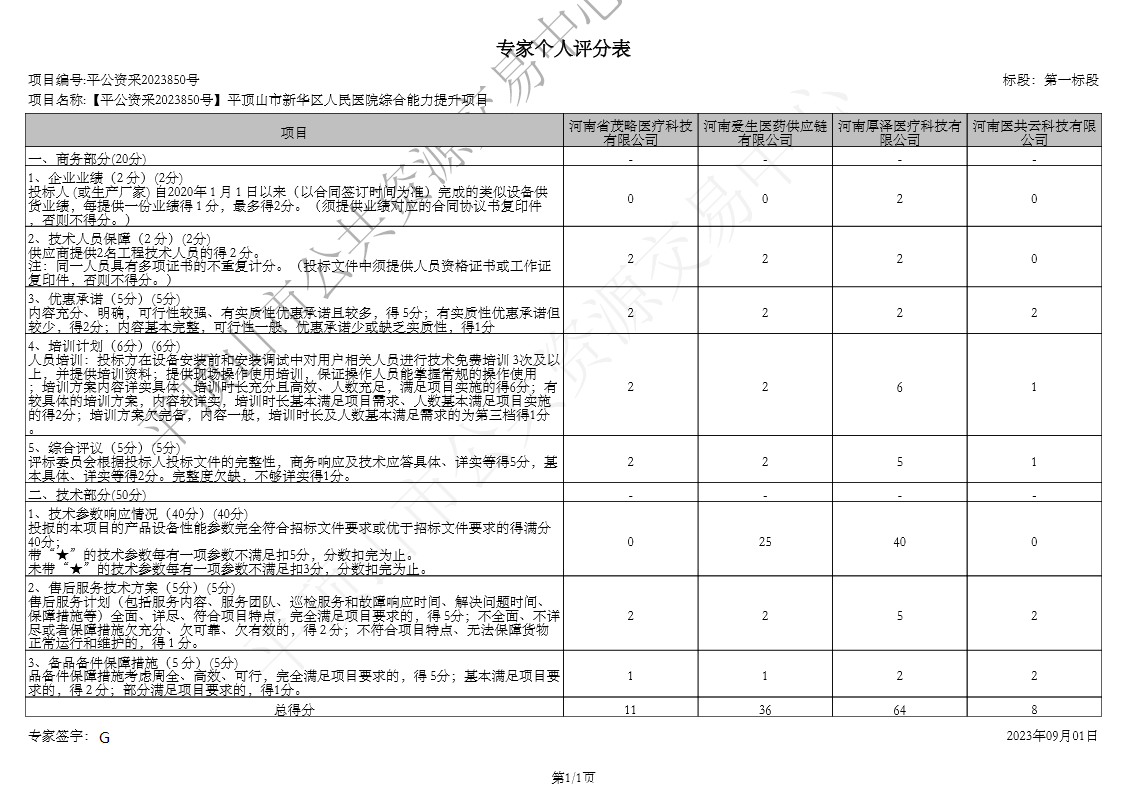 专家个人评分表
项目编号:平公资采2023850号
标段：第一标段
项目名称:【平公资采2023850号】平顶山市新华区人民医院综合能力提升项目
项目 河南省茂略医疗科技有限公司 河南爱生医药供应链有限公司 河南厚泽医疗科技有限公司 河南医共云科技有限公司
一、商务部分(20分) - - - -
1、企业业绩（2 分）(2分)
投标人 (或生产厂家) 自2020年 1 月 1 日以来（以合同签订时间为准）完成的类似设备供
货业绩，每提供一份业绩得 1 分，最多得2分。（须提供业绩对应的合同协议书复印件
，否则不得分。）
0 0 2 0
2、技术人员保障（2 分）(2分)
供应商提供2名工程技术人员的得 2 分。
注：同一人员具有多项证书的不重复计分。（投标文件中须提供人员资格证书或工作证
复印件，否则不得分。）
2 2 2 0
3、优惠承诺（5分）(5分)
内容充分、明确，可行性较强、有实质性优惠承诺且较多，得 5分；有实质性优惠承诺但
较少，得2分；内容基本完整，可行性一般，优惠承诺少或缺乏实质性，得1分
2 2 2 2
4、培训计划（6分）(6分)
人员培训：投标方在设备安装前和安装调试中对用户相关人员进行技术免费培训 3次及以
上，并提供培训资料；提供现场操作使用培训，保证操作人员能掌握常规的操作使用
；培训方案内容详实具体、培训时长充分且高效、人数充足，满足项目实施的得6分；有
较具体的培训方案，内容较详实，培训时长基本满足项目需求、人数基本满足项目实施
的得2分；培训方案欠完备，内容一般，培训时长及人数基本满足需求的为第三档得1分
。
2 2 6 1
5、综合评议（5分）(5分)
评标委员会根据投标人投标文件的完整性，商务响应及技术应答具体、详实等得5分，基
本具体、详实等得2分。完整度欠缺，不够详实得1分。
2 2 5 1
二、技术部分(50分) - - - -
1、技术参数响应情况（40分）(40分)
投报的本项目的产品设备性能参数完全符合招标文件要求或优于招标文件要求的得满分
40分；
带“★”的技术参数每有一项参数不满足扣5分，分数扣完为止。
未带“★”的技术参数每有一项参数不满足扣3分，分数扣完为止。
0 25 40 0
2、售后服务技术方案（5分）(5分)
售后服务计划（包括服务内容、服务团队、巡检服务和故障响应时间、解决问题时间、
保障措施等）全面、详尽、符合项目特点，完全满足项目要求的，得 5分；不全面、不详
尽或者保障措施欠充分、欠可靠、欠有效的，得 2 分；不符合项目特点、无法保障货物
正常运行和维护的，得 1 分。
2 2 5 2
3、备品备件保障措施（5 分）(5分)
品备件保障措施考虑周全、高效、可行，完全满足项目要求的，得 5分；基本满足项目要
求的，得 2 分；部分满足项目要求的，得1分。
1 1 2 2
总得分 11 36 64 8
专家签字： G
2023年09月01日
第1/1页
平顶山市公共资源交易中心
平顶山市公共资源交易中心